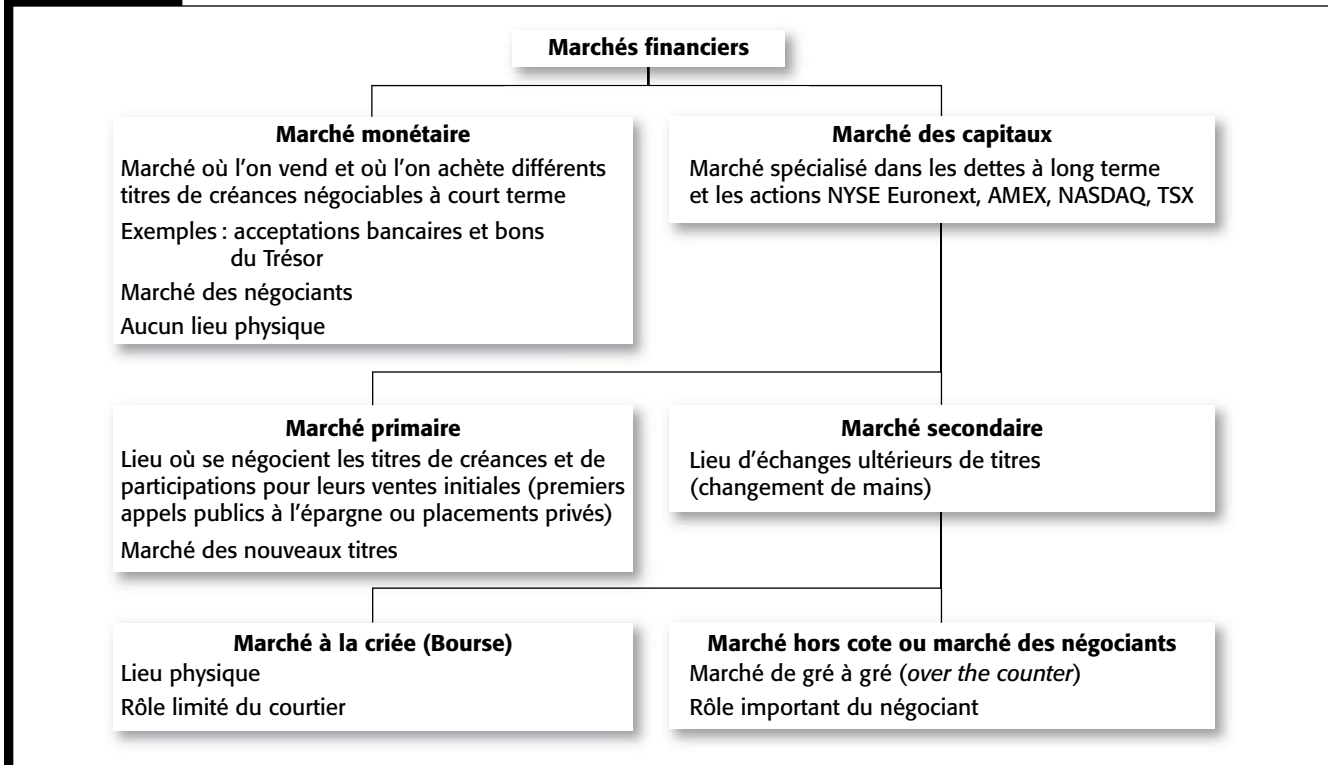 Marchés financiers
Marché monétaire
Marché où l'on vend et où l'on achète différents
titres de créances négociables à court terme
Exemples : acceptations bancaires et bons
du Trésor
Marché des négociants
Aucun lieu physique
Marché des capitaux
Marché spécialisé dans les dettes à long terme
et les actions NYSE Euronext, AMEX, NASDAQ, TSX
Marché primaire
Lieu où se négocient les titres de créances et de
participations pour leurs ventes initiales (premiers
appels publics à l'épargne ou placements privés)
Marché des nouveaux titres
Marché secondaire
Lieu d'échanges ultérieurs de titres
(changement de mains)
Marché à la criée (Bourse)
Lieu physique
Rôle limité du courtier
Marché hors cote ou marché des négociants
Marché de gré à gré (over the counter)
Rôle important du négociant